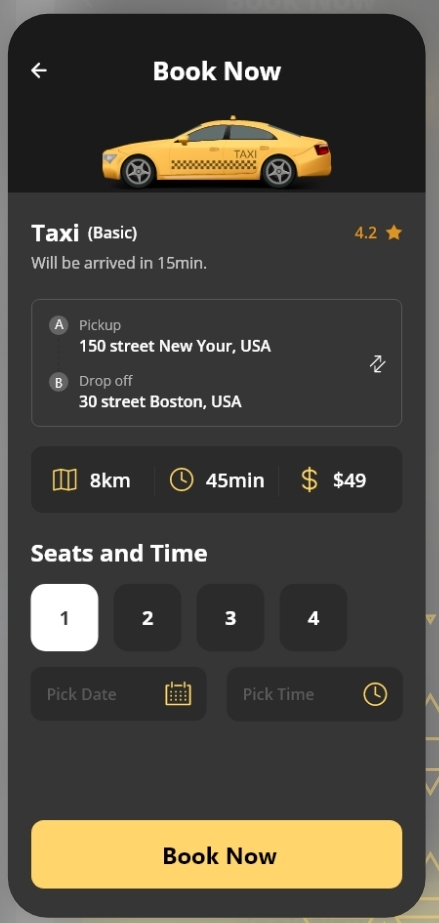 Book Now
TAXI
Taxi (Basic)
4.2
Will be arrived in 15min.
A
Pickup
150 street New Your, USA
B
Drop off
30 street Boston, USA
8km
45min
$49
Seats and Time
1
2
3
4
Pick Date
Pick Time
Book Now